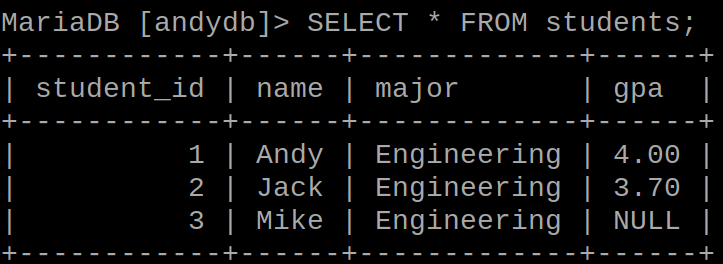 MariaDB [andydb]> SELECT * FROM students;
+------------+------+-------------+------+
| student_id | name | major       | gpa  |
+------------+------+-------------+------+
|          1 | Andy | Engineering | 4.00 |
|          2 | Jack | Engineering | 3.70 |
|          3 | Mike | Engineering | NULL |
+------------+------+-------------+------+